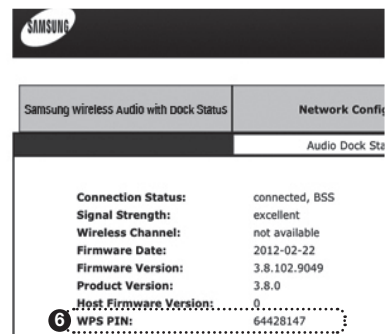 SAMSUNG
Samsung Wireless Audio with Dock Status Network Confi
Audio Dock Sta
Connection Status: connected, BSS
Signal Strength: excellent
Wireless Channel: not available
Firmware Date: 2012-02-22
Firmware Version: 3.8.102.9049
Product Version: 3.8.0
Host Firmware Version: 0
6 WPS PIN: 64428147